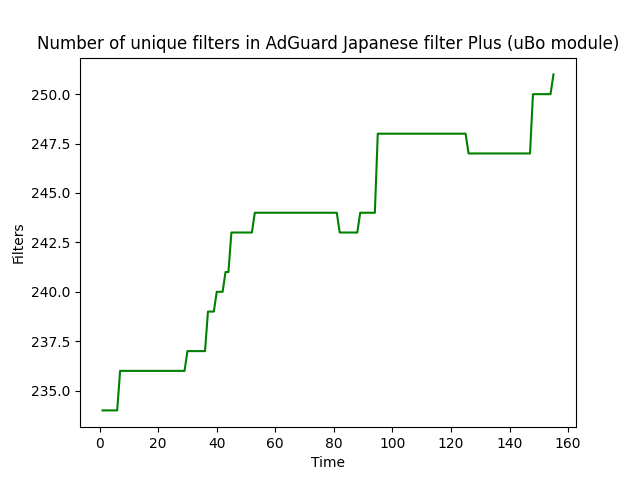 Number of unique filters in AdGuard Japanese filter Plus (uBo module)
250.0
247.5
245.0
242.5
240.0
237.5
235.0
Filters
0 20 40 60 80 100 120 140 160
Time